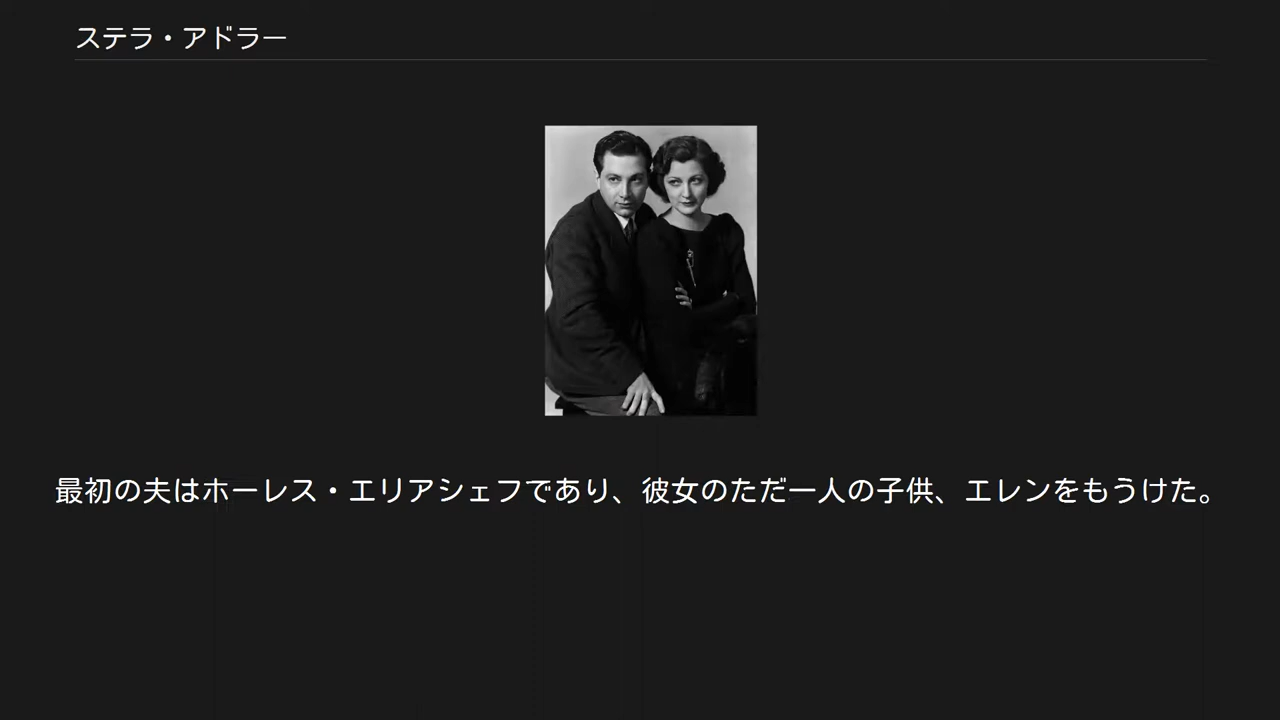 ステラ・アドラー
最初の夫はホーレス・エリアシェフであり、彼女のただ一人の子供、エレンをもうけた。